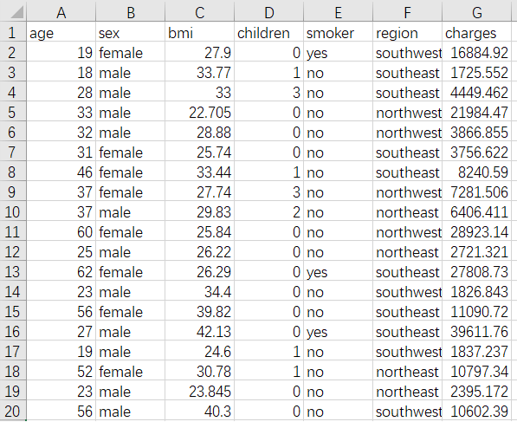 A B C D E F G
1 age sex bmi children smoker region charges
2 19 female 27.9 0 yes southwest 16884.92
3 18 male 33.77 1 no southeast 1725.552
4 28 male 33 3 no southeast 4449.462
5 33 male 22.705 0 no northwest 21984.47
6 32 male 28.88 0 no northwest 3866.855
7 31 female 25.74 0 no southeast 3756.622
8 46 female 33.44 1 no southeast 8240.59
9 37 female 27.74 3 no northwest 7281.506
10 37 male 29.83 2 no northeast 6406.411
11 60 female 25.84 0 no northwest 28923.14
12 25 male 26.22 0 no northeast 2721.321
13 62 female 26.29 0 yes southeast 27808.73
14 23 male 34.4 0 no southwest 1826.843
15 56 female 39.82 0 no southeast 11090.72
16 27 male 42.13 0 yes southeast 39611.76
17 19 male 24.6 1 no southwest 1837.237
18 52 female 30.78 1 no northeast 10797.34
19 23 male 23.845 0 no northeast 2395.172
20 56 male 40.3 0 no southwest 10602.39